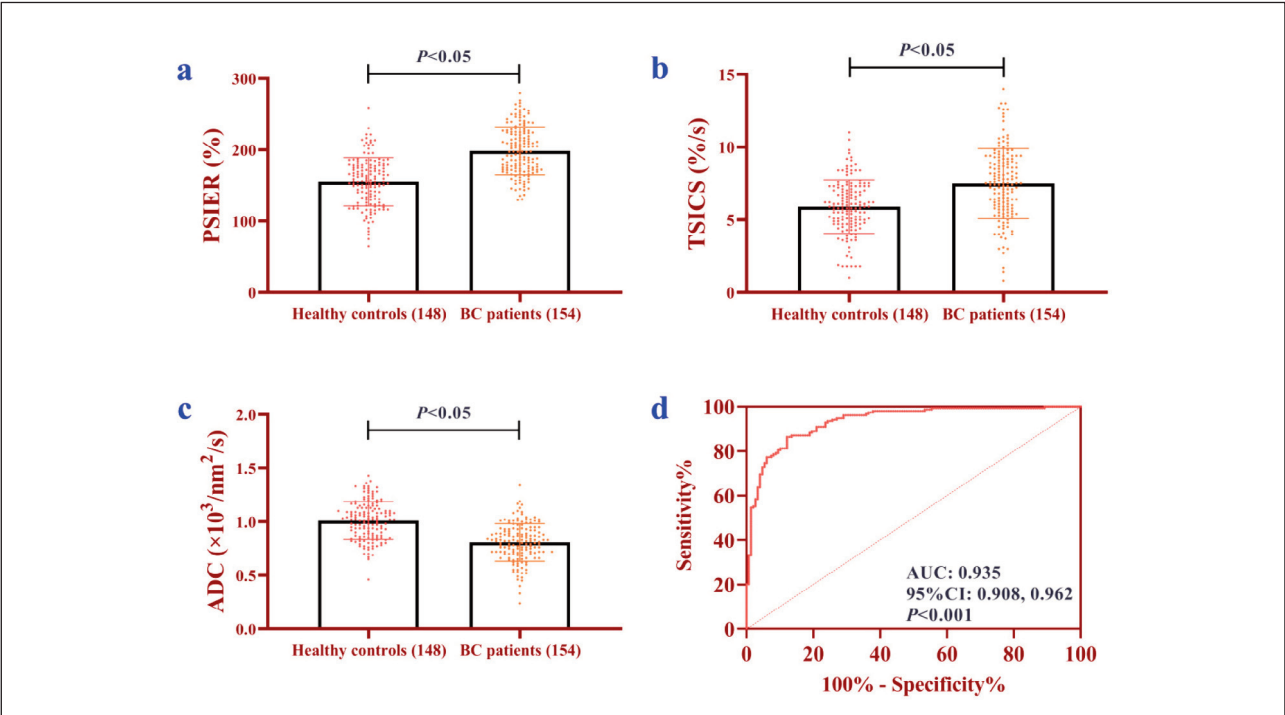 a
P<0.05
PSIER (%)
300
200
100
0
Healthy controls (148) BC patients (154)
b
P<0.05
TSICS (%/s)
15
10
5
0
Healthy controls (148) BC patients (154)
c
P<0.05
ADC (×10³/nm²/s)
2.0
1.5
1.0
0.5
0.0
Healthy controls (148) BC patients (154)
d
Sensitivity%
100
80
60
40
20
0
AUC: 0.935
95%CI: 0.908, 0.962
P<0.001
0 20 40 60 80 100
100% - Specificity%